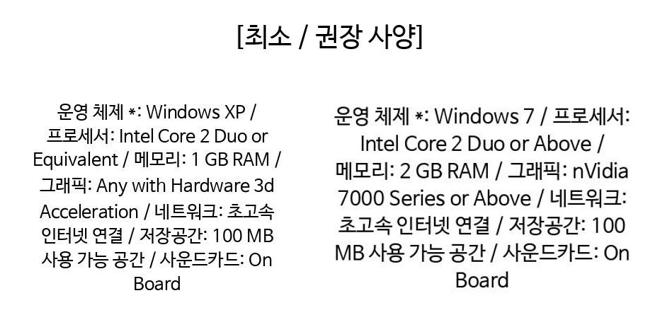 [최소 / 권장 사양]
운영 체제 *: Windows XP /
프로세서: Intel Core 2 Duo or
Equivalent / 메모리: 1 GB RAM /
그래픽: Any with Hardware 3d
Acceleration / 네트워크: 초고속
인터넷 연결 / 저장공간: 100 MB
사용 가능 공간 / 사운드카드: On
Board
운영 체제 *: Windows 7 / 프로세서:
Intel Core 2 Duo or Above /
메모리: 2 GB RAM / 그래픽: nVidia
7000 Series or Above / 네트워크:
초고속 인터넷 연결 / 저장공간: 100
MB 사용 가능 공간 / 사운드카드: On
Board